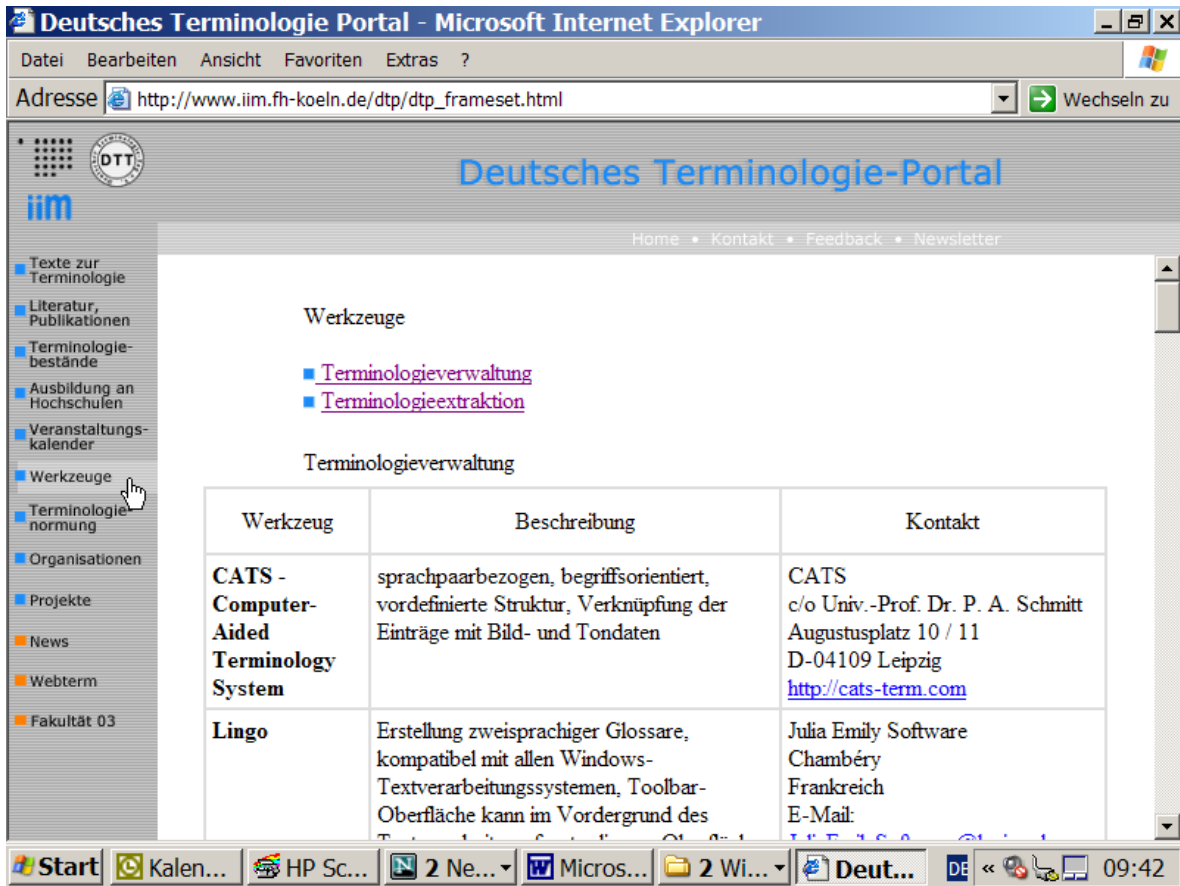 Deutsches Terminologie Portal - Microsoft Internet Explorer
Datei Bearbeiten Ansicht Favoriten Extras ?
Adresse http://www.iim.fh-koeln.de/dtp/dtp_frameset.html Wechseln zu
DTT
iim
Deutsches Terminologie-Portal
Home • Kontakt • Feedback • Newsletter
Texte zur
Terminologie
Literatur,
Publikationen
Terminologie-
bestände
Ausbildung an
Hochschulen
Veranstaltungs-
kalender
Werkzeuge
Terminologie-
normung
Organisationen
Projekte
News
Webterm
Fakultät 03
Werkzeuge
Terminologieverwaltung
Terminologieextraktion
Terminologieverwaltung
Werkzeug Beschreibung Kontakt
CATS -
Computer-
Aided
Terminology
System
sprachpaarbezogen, begriffsorientiert,
vordefinierte Struktur, Verknüpfung der
Einträge mit Bild- und Tondaten
CATS
c/o Univ.-Prof. Dr. P. A. Schmitt
Augustusplatz 10 / 11
D-04109 Leipzig
http://cats-term.com
Lingo
Erstellung zweisprachiger Glossare,
kompatibel mit allen Windows-
Textverarbeitungssystemen, Toolbar-
Oberfläche kann im Vordergrund des
Julia Emily Software
Chambéry
Frankreich
E-Mail:
Start Kalen... HP Sc... 2 Ne... Micros... 2 Wi... Deut... DE « 09:42